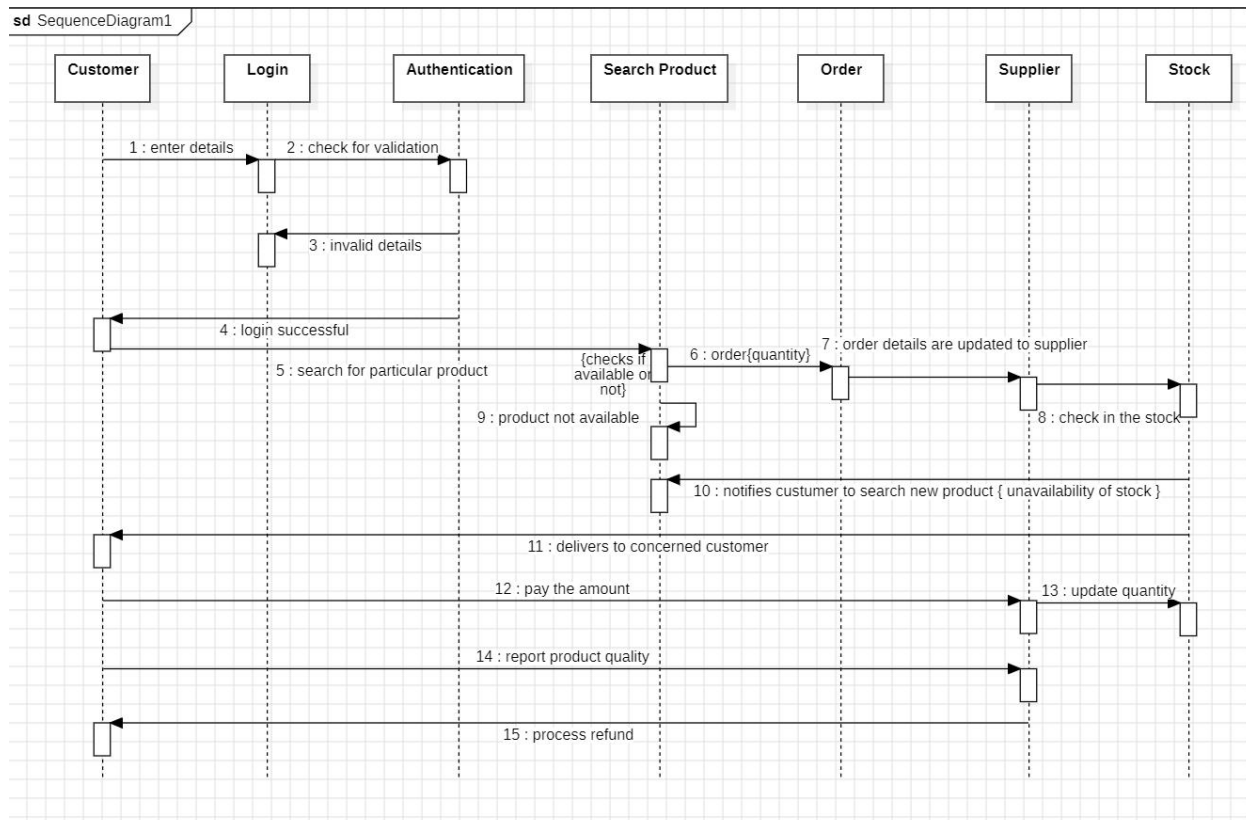 sd SequenceDiagram1
Customer
Login
Authentication
Search Product
Order
Supplier
Stock
1 : enter details
2 : check for validation
3 : invalid details
4 : login successful
5 : search for particular product
{checks if
available or
not}
6 : order{quantity}
7 : order details are updated to supplier
8 : check in the stock
9 : product not available
10 : notifies custumer to search new product { unavailability of stock }
11 : delivers to concerned customer
12 : pay the amount
13 : update quantity
14 : report product quality
15 : process refund